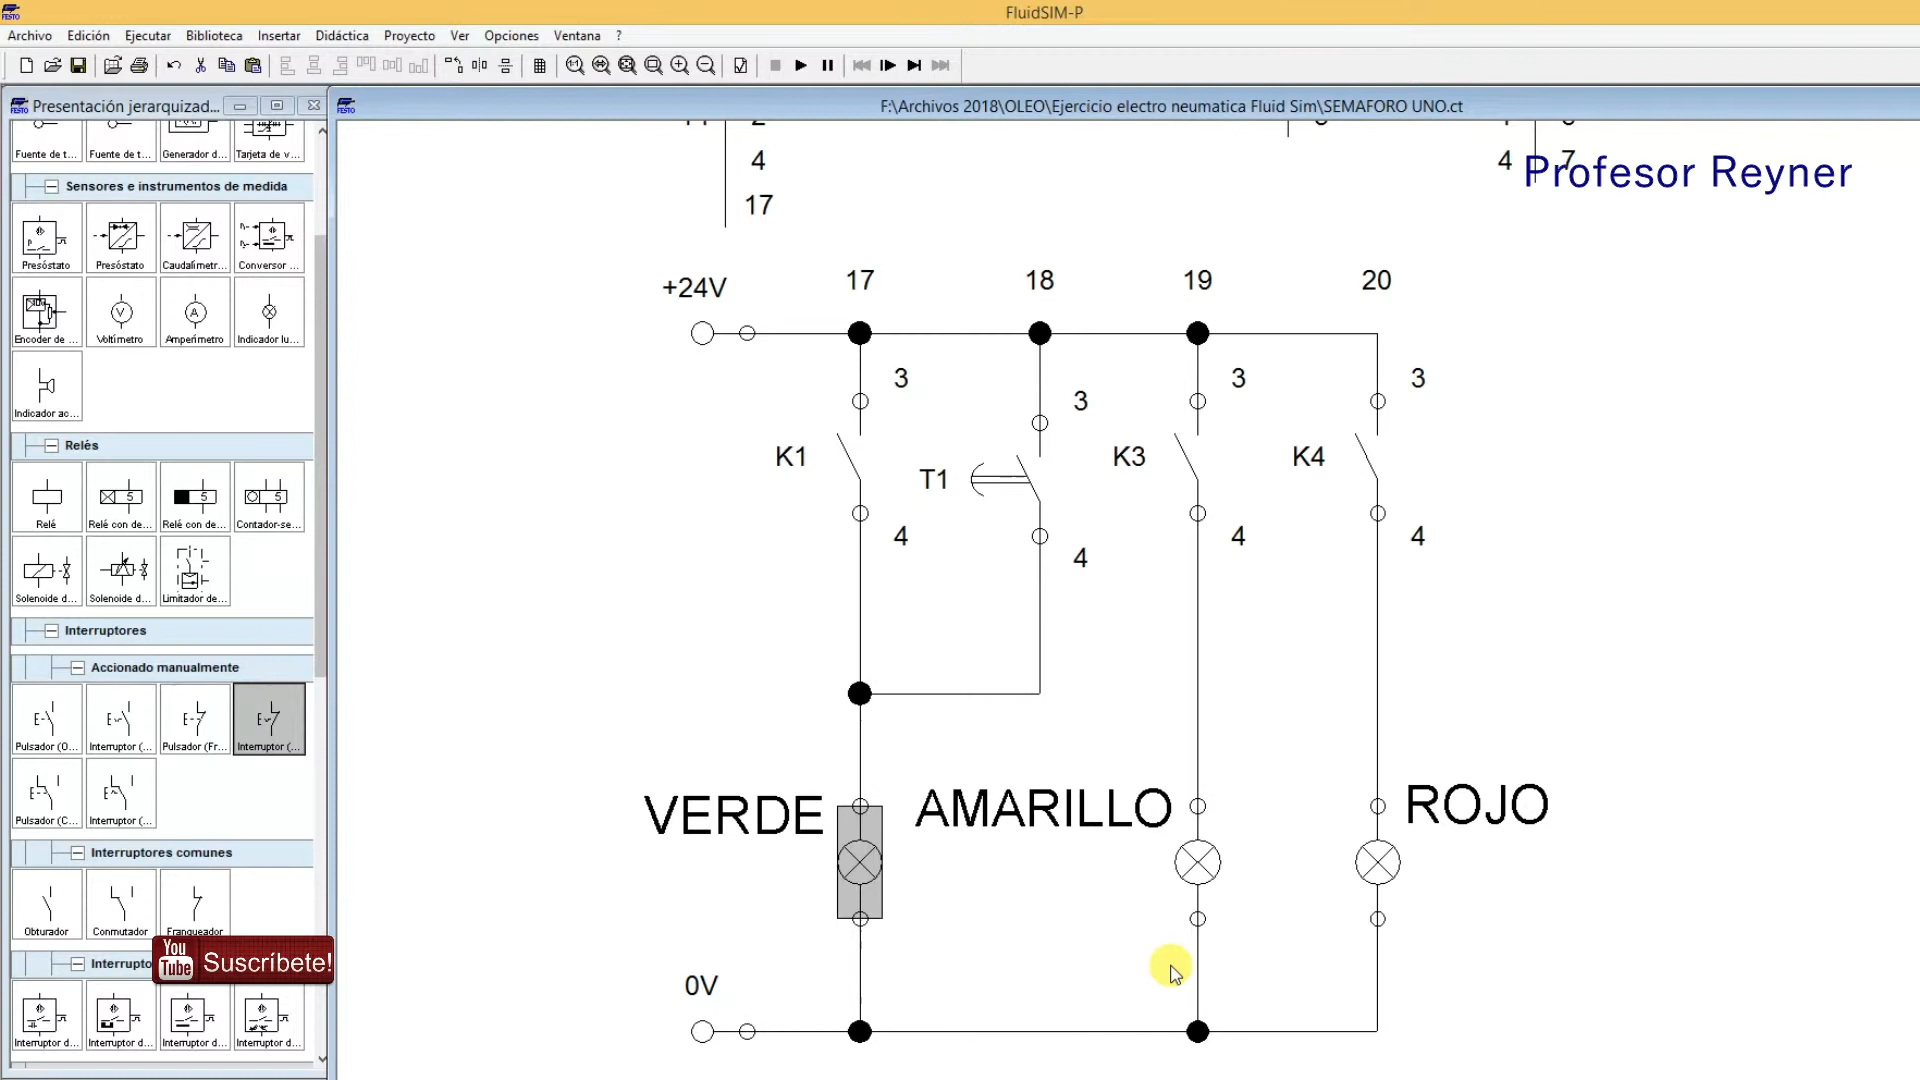 FluidSIM-P
Archivo Edición Ejecutar Biblioteca Insertar Didáctica Proyecto Ver Opciones Ventana ?
Presentación jerarquizad...
F:\Archivos 2018\OLEO\Ejercicio electro neumatica Fluid Sim\SEMAFORO UNO.ct
Fuente de t... Fuente de t... Generador d... Tarjeta de v...
Sensores e instrumentos de medida
Presóstato Presóstato Caudalímetr... Conversor ...
Encoder de ... Voltímetro Amperímetro Indicador lu...
Indicador ac...
Relés
Relé Relé con de... Relé con de... Contador-se...
Solenoide d... Solenoide d... Limitador de...
Interruptores
Accionado manualmente
Pulsador (O... Interruptor (... Pulsador (Fr... Interruptor (...
Pulsador (C... Interruptor (...
Interruptores comunes
Obturador Conmutador Franqueador
Interrupto
Interruptor d... Interruptor d... Interruptor d... Interruptor d...
You Tube Suscríbete!
4 4 7
Profesor Reyner
17
+24V 17 18 19 20
3 3 3 3
K1 T1 K3 K4
4 4 4 4
VERDE AMARILLO ROJO
0V